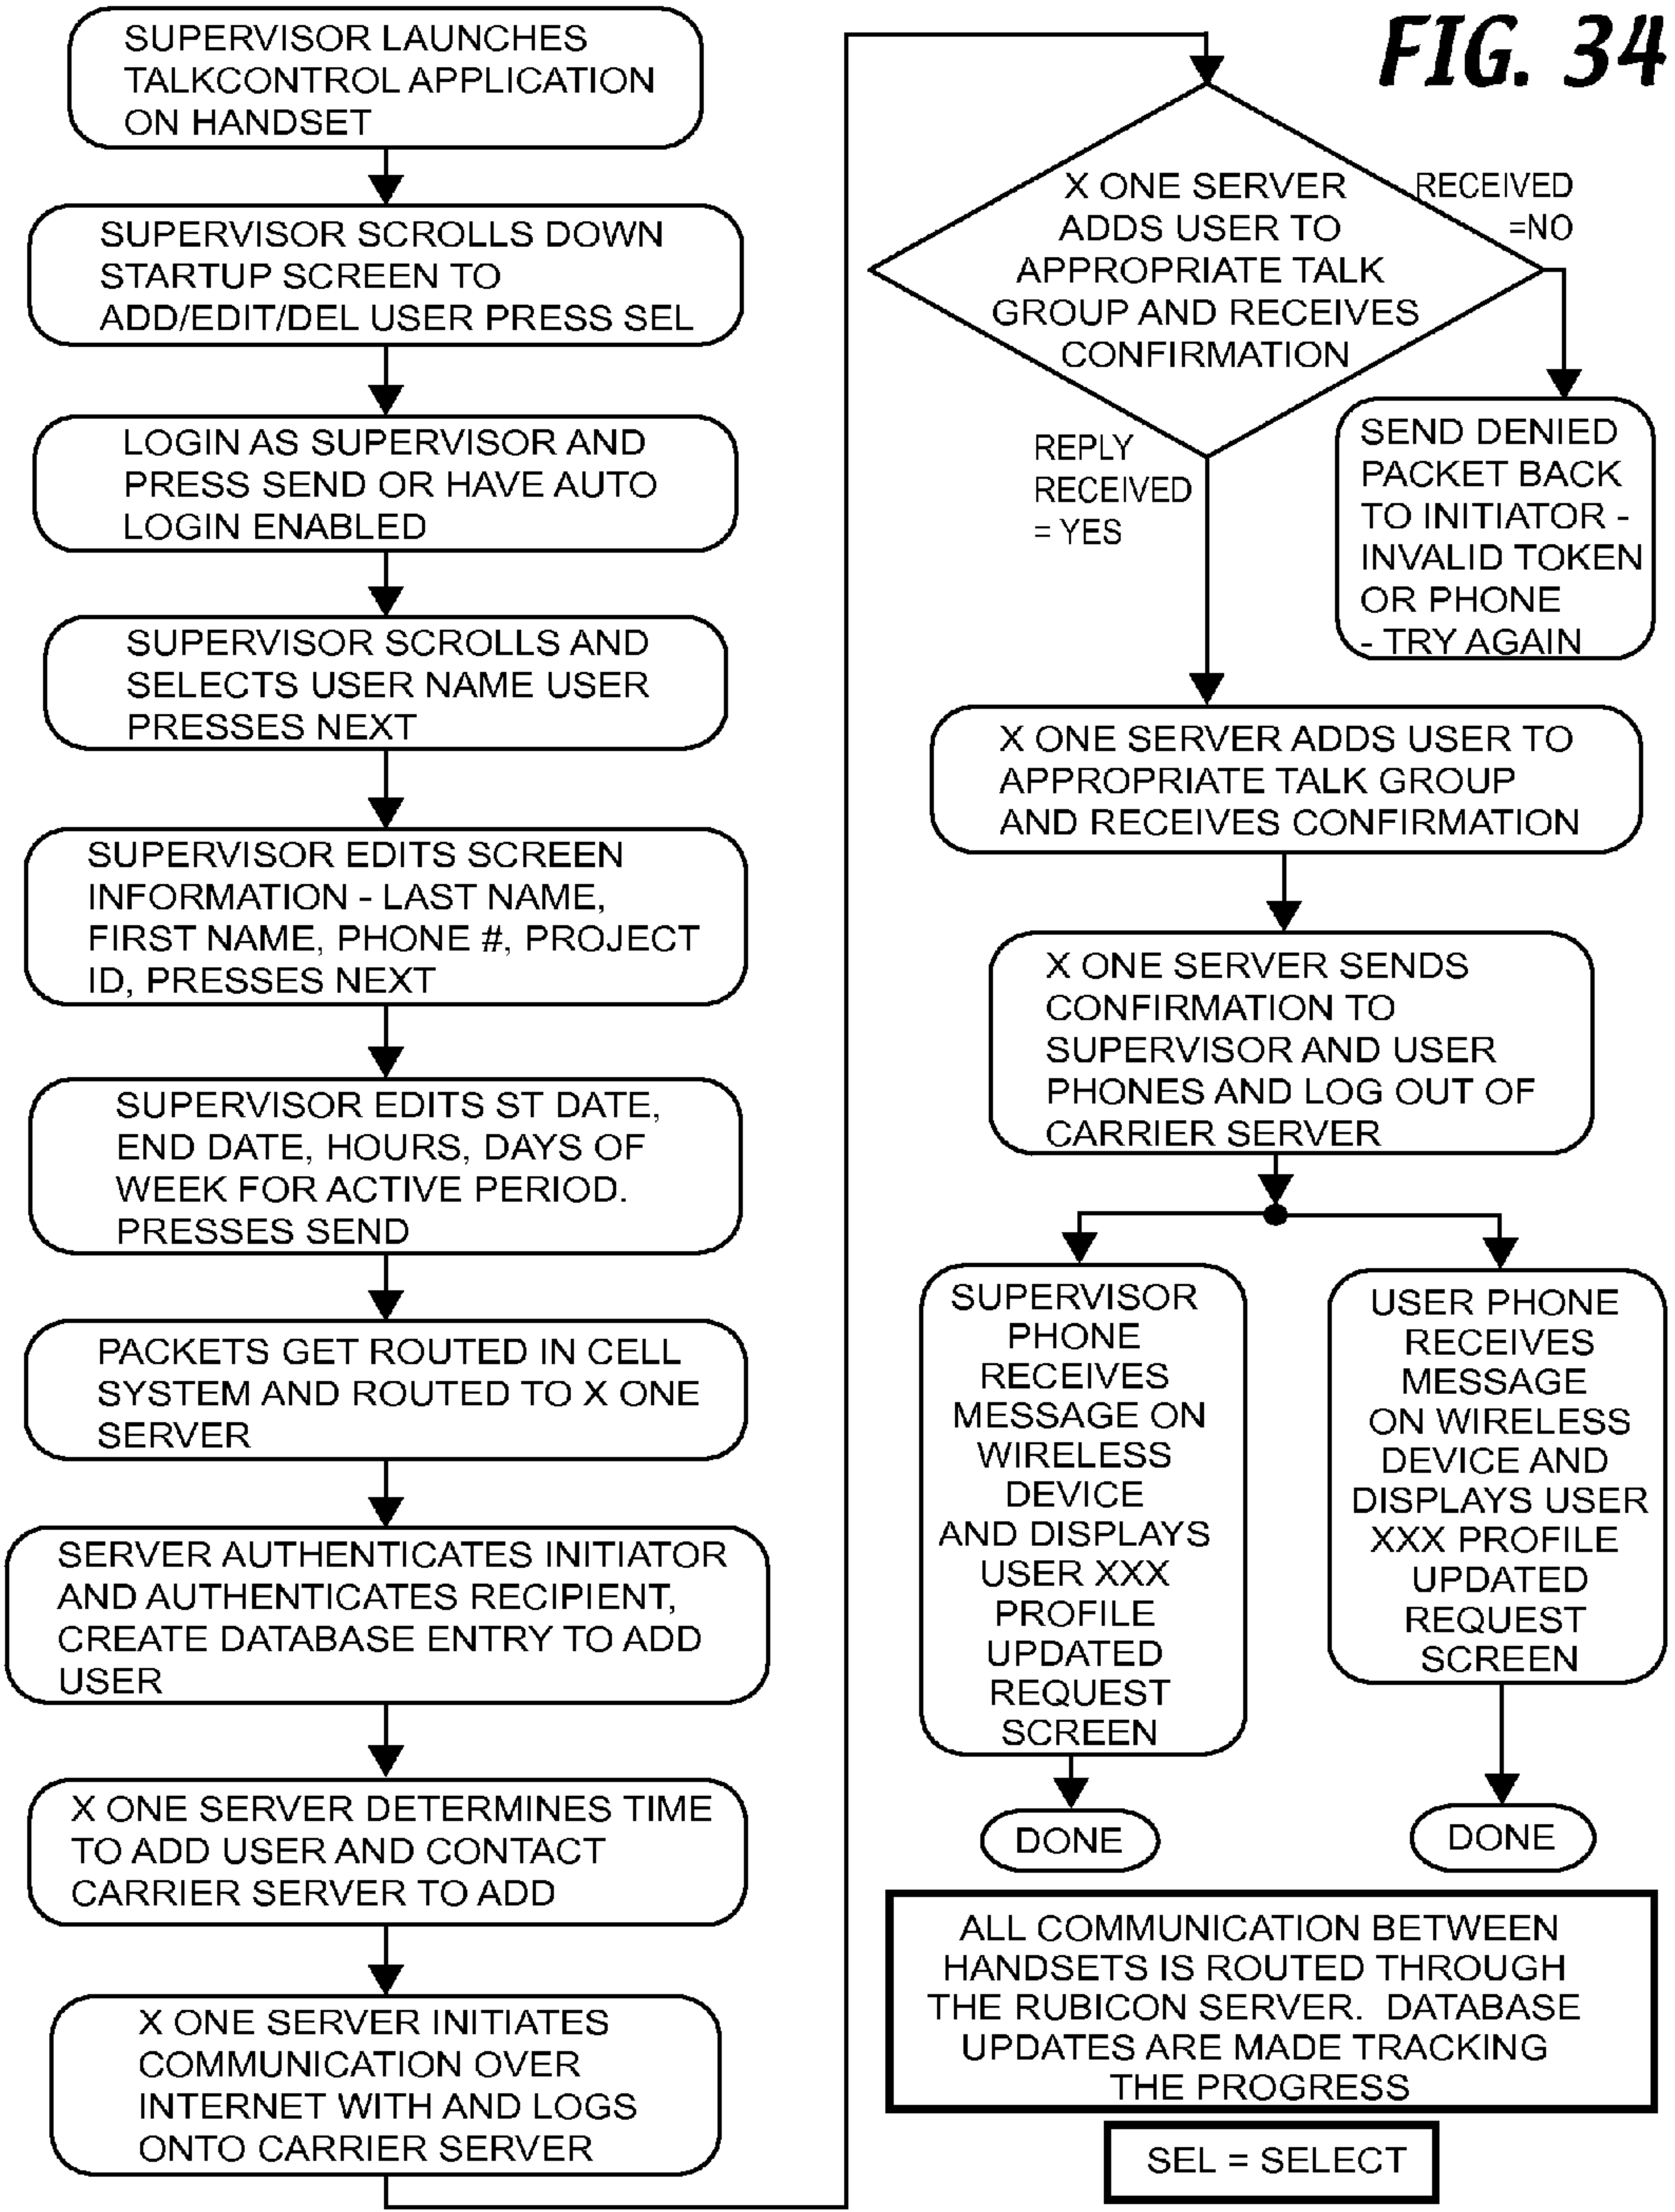 FIG. 34
SUPERVISOR LAUNCHES
TALKCONTROL APPLICATION
ON HANDSET
SUPERVISOR SCROLLS DOWN
STARTUP SCREEN TO
ADD/EDIT/DEL USER PRESS SEL
LOGIN AS SUPERVISOR AND
PRESS SEND OR HAVE AUTO
LOGIN ENABLED
SUPERVISOR SCROLLS AND
SELECTS USER NAME USER
PRESSES NEXT
SUPERVISOR EDITS SCREEN
INFORMATION - LAST NAME,
FIRST NAME, PHONE #, PROJECT
ID, PRESSES NEXT
SUPERVISOR EDITS ST DATE,
END DATE, HOURS, DAYS OF
WEEK FOR ACTIVE PERIOD.
PRESSES SEND
PACKETS GET ROUTED IN CELL
SYSTEM AND ROUTED TO X ONE
SERVER
SERVER AUTHENTICATES INITIATOR
AND AUTHENTICATES RECIPIENT,
CREATE DATABASE ENTRY TO ADD
USER
X ONE SERVER DETERMINES TIME
TO ADD USER AND CONTACT
CARRIER SERVER TO ADD
X ONE SERVER INITIATES
COMMUNICATION OVER
INTERNET WITH AND LOGS
ONTO CARRIER SERVER
X ONE SERVER
ADDS USER TO
APPROPRIATE TALK
GROUP AND RECEIVES
CONFIRMATION
RECEIVED
=NO
SEND DENIED
PACKET BACK
TO INITIATOR -
INVALID TOKEN
OR PHONE
- TRY AGAIN
REPLY
RECEIVED
= YES
X ONE SERVER ADDS USER TO
APPROPRIATE TALK GROUP
AND RECEIVES CONFIRMATION
X ONE SERVER SENDS
CONFIRMATION TO
SUPERVISOR AND USER
PHONES AND LOG OUT OF
CARRIER SERVER
SUPERVISOR
PHONE
RECEIVES
MESSAGE ON
WIRELESS
DEVICE
AND DISPLAYS
USER XXX
PROFILE
UPDATED
REQUEST
SCREEN
DONE
USER PHONE
RECEIVES
MESSAGE
ON WIRELESS
DEVICE AND
DISPLAYS USER
XXX PROFILE
UPDATED
REQUEST
SCREEN
DONE
ALL COMMUNICATION BETWEEN
HANDSETS IS ROUTED THROUGH
THE RUBICON SERVER. DATABASE
UPDATES ARE MADE TRACKING
THE PROGRESS
SEL = SELECT